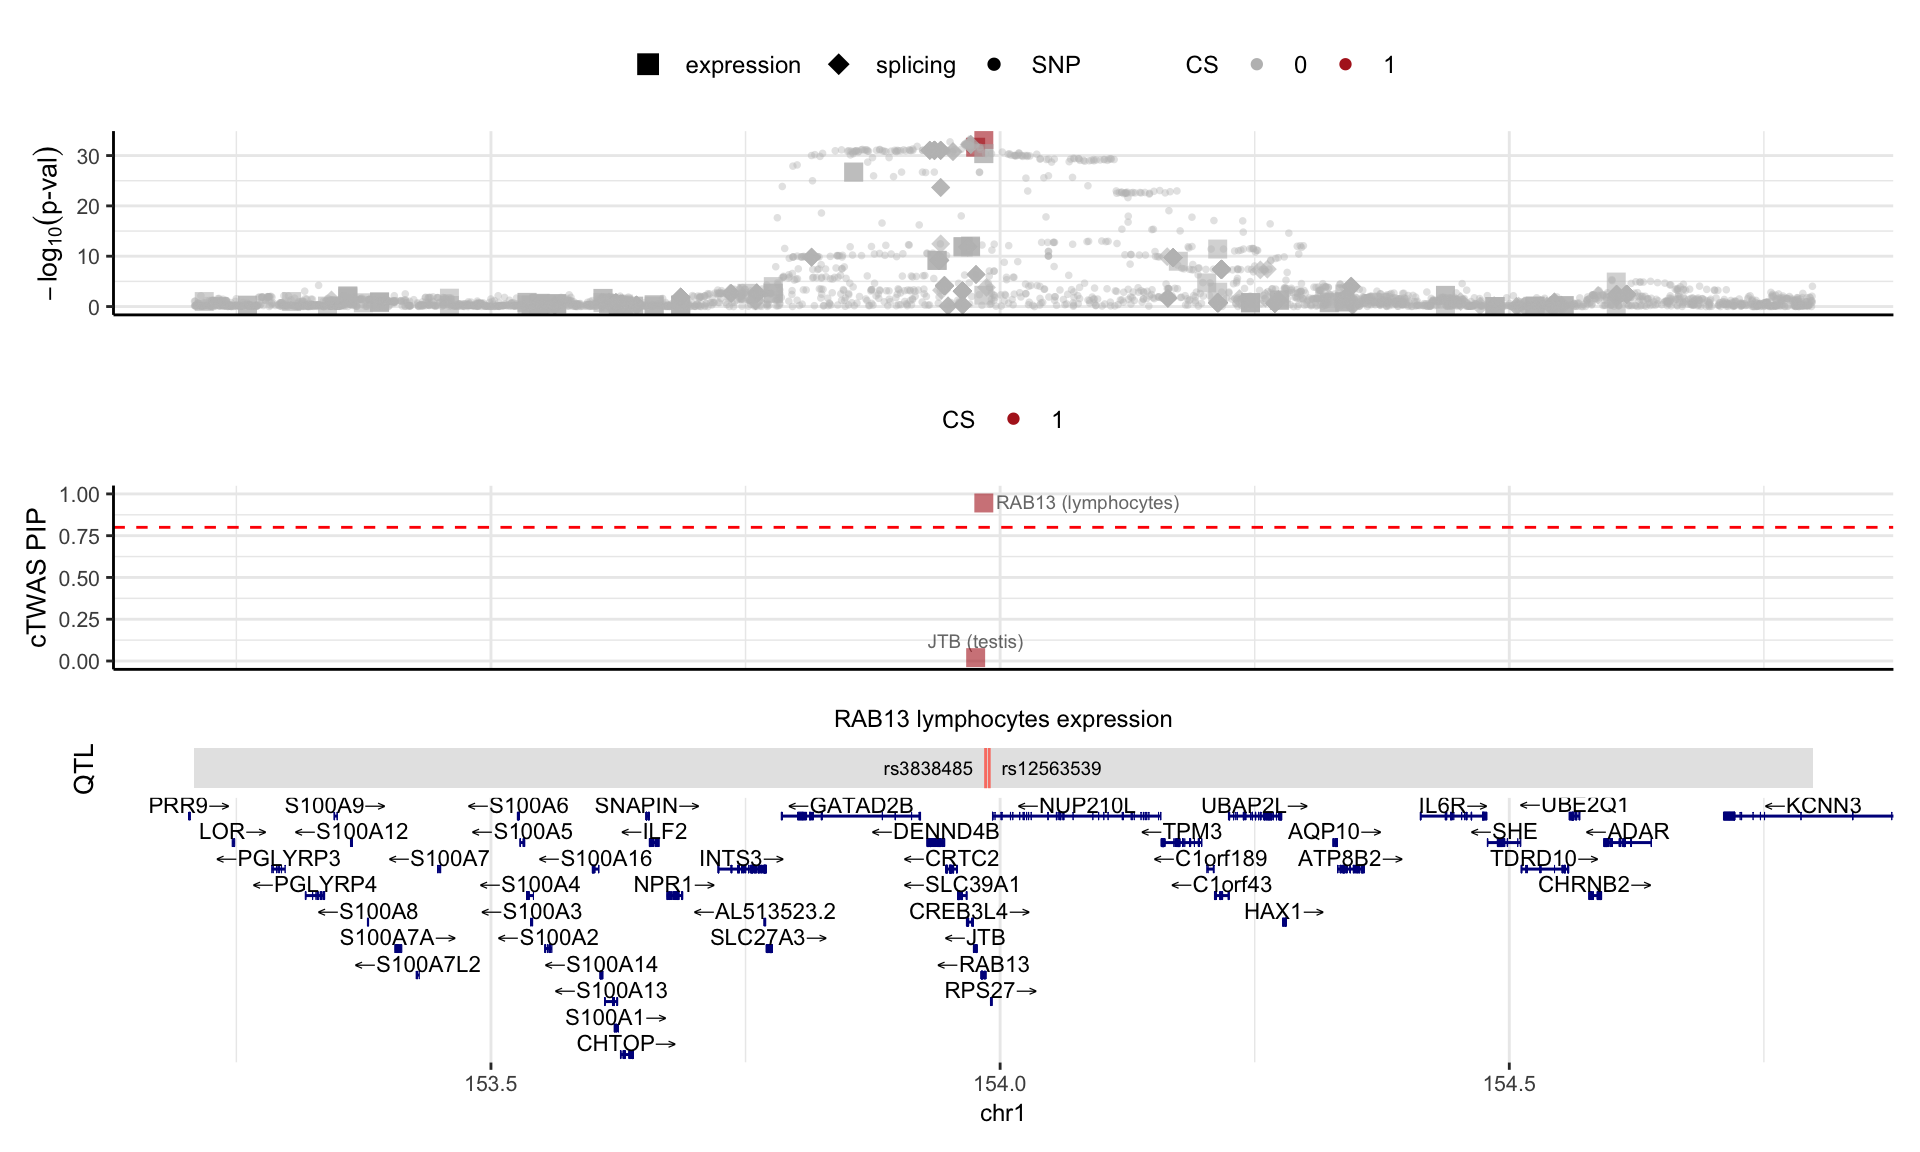 expression splicing SNP CS 0 1
−log10(p-val)
30
20
10
0
CS 1
cTWAS PIP
1.00
0.75
0.50
0.25
0.00
RAB13 (lymphocytes)
JTB (testis)
RAB13 lymphocytes expression
QTL
rs3838485 rs12563539
PRR9→ S100A9→ ←S100A6 SNAPIN→ ←GATAD2B ←NUP210L UBAP2L→ IL6R→ ←UBE2Q1 ←KCNN3
LOR→ ←S100A12 ←S100A5 ←ILF2 ←DENND4B ←TPM3 AQP10→ ←SHE ←ADAR
←PGLYRP3 ←S100A7 ←S100A16 INTS3→ ←CRTC2 ←C1orf189 ATP8B2→ TDRD10→
←PGLYRP4 ←S100A4 NPR1→ ←SLC39A1 ←C1orf43 CHRNB2→
←S100A8 ←S100A3 ←AL513523.2 CREB3L4→ HAX1→
S100A7A→ ←S100A2 SLC27A3→ ←JTB
←S100A7L2 ←S100A14 ←RAB13
←S100A13 RPS27→
S100A1→
CHTOP→
153.5 154.0 154.5
chr1